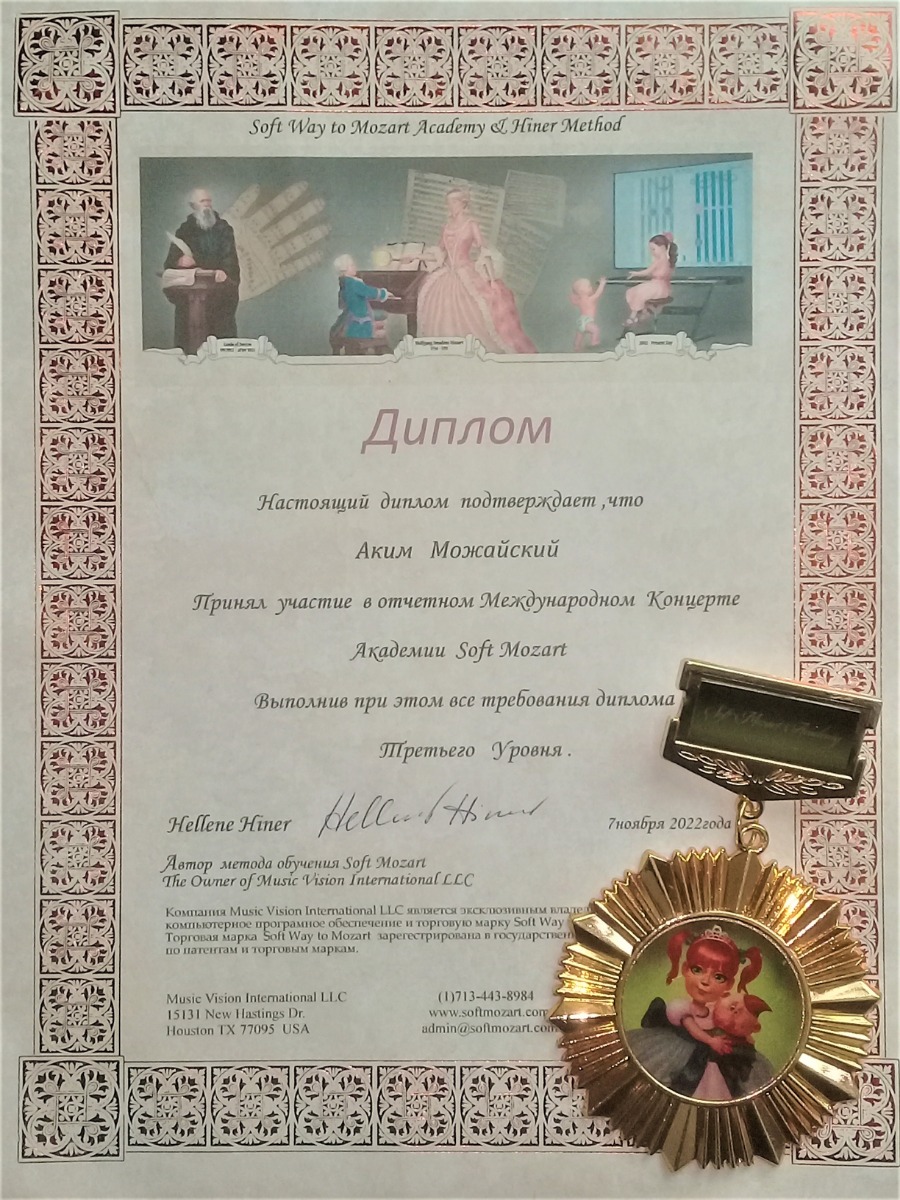 Soft Way to Mozart Academy & Hiner Method
Диплом
Настоящий диплом подтверждает ,что
Аким Можайский
Принял участие в отчетном Международном Концерте
Академии Soft Mozart
Выполнив при этом все требования диплома
Третьего Уровня .
Hellene Hiner Hellene Hiner 7ноября 2022года
Автор метода обучения Soft Mozart
The Owner of Music Vision International LLC
Компания Music Vision International LLC является эксклюзивным
компьютерное програмное обеспечение и торговую марку Soft Way
Торговая марка Soft Way to Mozart зарегестрирована в
по патентам и торговым маркам.
Music Vision International LLC (1)713-443-8984
15131 New Hastings Dr. www.softmozart.com
Houston TX 77095 USA admin@softmozart.com